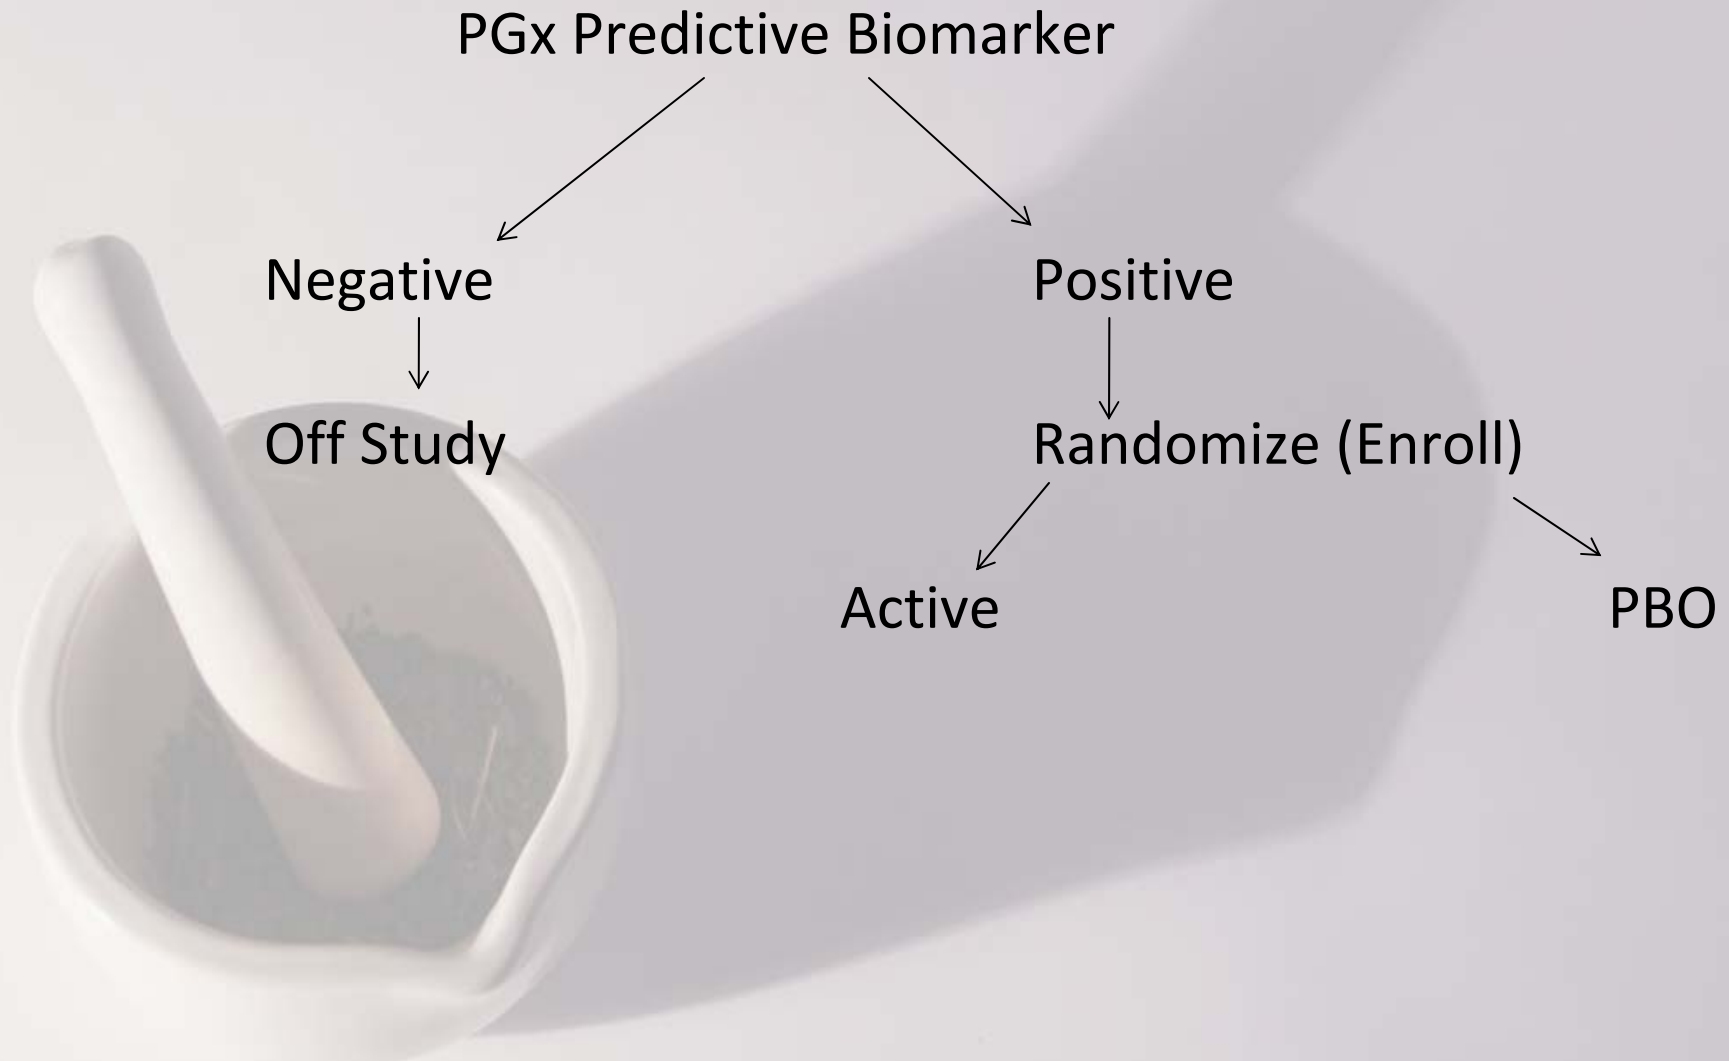 PGx Predictive Biomarker
Negative
Positive
Off Study
Randomize (Enroll)
Active
PBO